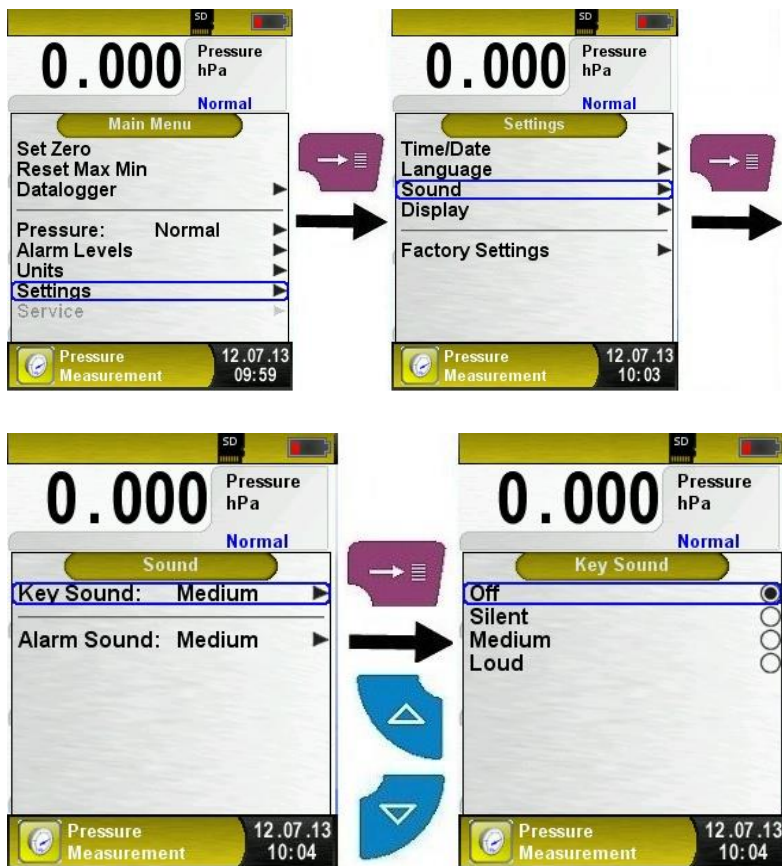 SD
0.000 Pressure
hPa
Normal
Main Menu
Set Zero
Reset Max Min
Datalogger
Pressure: Normal
Alarm Levels
Units
Settings
Service
Pressure 12.07.13
Measurement 09:59
SD
0.000 Pressure
hPa
Normal
Settings
Time/Date
Language
Sound
Display
Factory Settings
Pressure 12.07.13
Measurement 10:03
SD
0.000 Pressure
hPa
Normal
Sound
Key Sound: Medium
Alarm Sound: Medium
Pressure 12.07.13
Measurement 10:04
SD
0.000 Pressure
hPa
Normal
Key Sound
Off
Silent
Medium
Loud
Pressure 12.07.13
Measurement 10:04